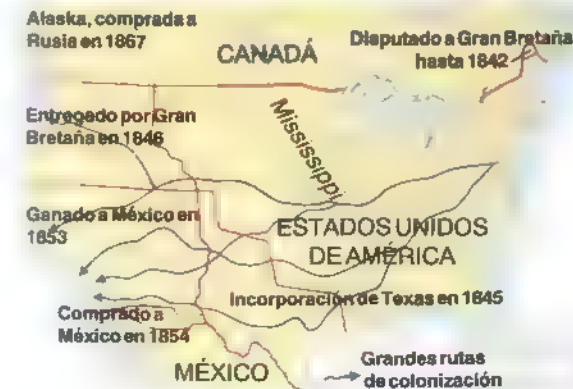 Alaska, comprada a
Rusia en 1867
CANADÁ
Disputado a Gran Bretaña
hasta 1842
Entregado por Gran
Bretaña en 1846
Mississippi
Ganado a México en
1853
ESTADOS UNIDOS
DE AMÉRICA
Incorporación de Texas en 1845
Comprado a
México en 1854
MÉXICO
Grandes rutas
de colonización